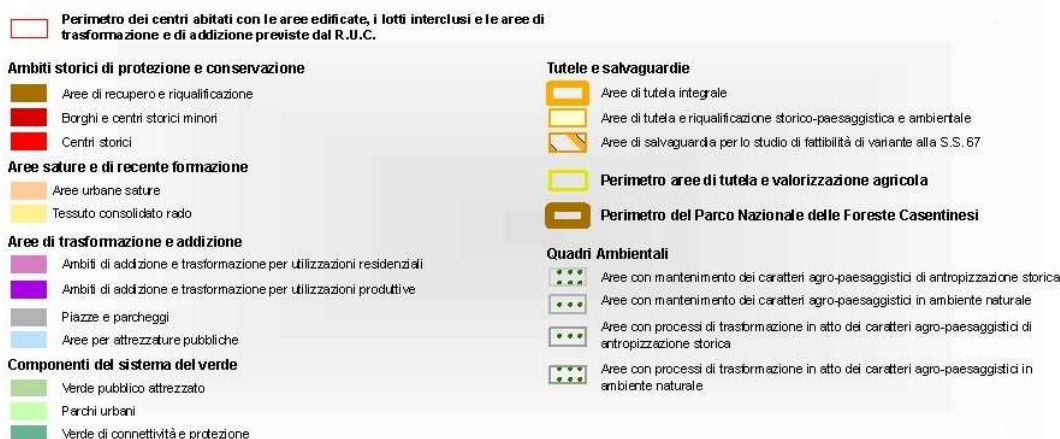 Perimetro dei centri abitati con le aree edificate, i lotti interclusi e le aree di
trasformazione e di addizione previste dal R.U.C.
Ambiti storici di protezione e conservazione
Aree di recupero e riqualificazione
Borghi e centri storici minori
Centri storici
Aree sature e di recente formazione
Aree urbane sature
Tessuto consolidato rado
Aree di trasformazione e addizione
Ambiti di addizione e trasformazione per utilizzazioni residenziali
Ambiti di addizione e trasformazione per utilizzazioni produttive
Piazze e parcheggi
Aree per attrezzature pubbliche
Componenti del sistema del verde
Verde pubblico attrezzato
Parchi urbani
Verde di connettività e protezione
Tutele e salvaguardie
Aree di tutela integrale
Aree di tutela e riqualificazione storico-paesaggistica e ambientale
Aree di salvaguardia per lo studio di fattibilità di variante alla S.S. 67
Perimetro aree di tutela e valorizzazione agricola
Perimetro del Parco Nazionale delle Foreste Casentinesi
Quadri Ambientali
Aree con mantenimento dei caratteri agro-paesaggistici di antropizzazione storica
Aree con mantenimento dei caratteri agro-paesaggistici in ambiente naturale
Aree con processi di trasformazione in atto dei caratteri agro-paesaggistici di
antropizzazione storica
Aree con processi di trasformazione in atto dei caratteri agro-paesaggistici in
ambiente naturale